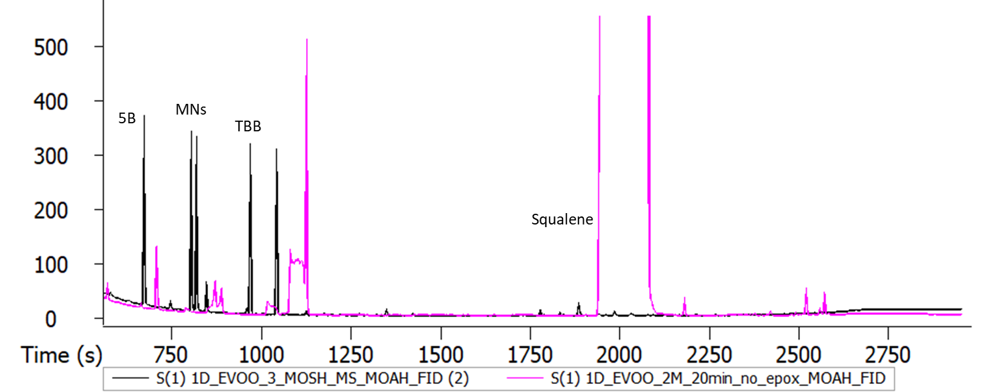 500
400
300
200
100
0
5B
MNs
TBB
Squalene
Time (s) 750 1000 1250 1500 1750 2000 2250 2500 2750
S(1) 1D_EVOO_3_MOSH_MS_MOAH_FID (2) S(1) 1D_EVOO_2M_20min_no_epox_MOAH_FID